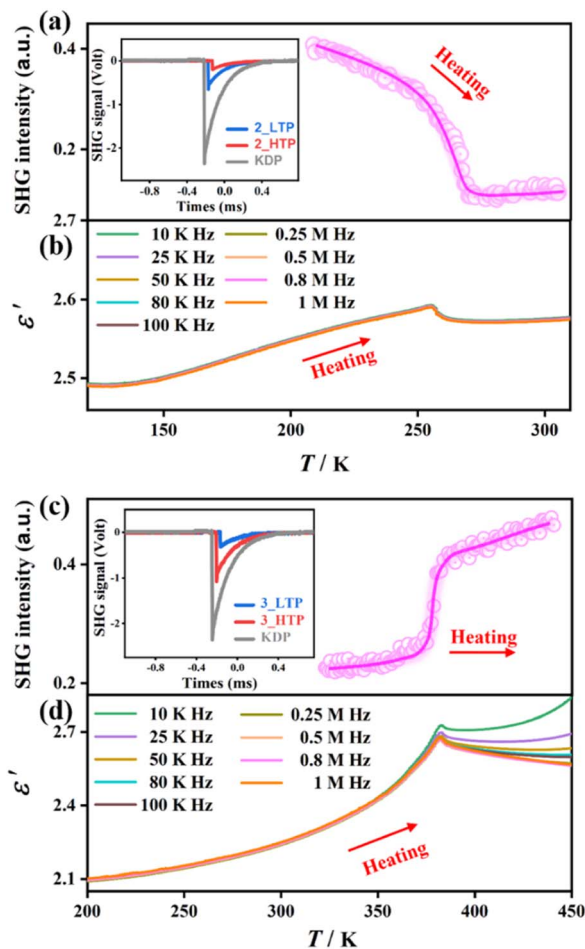 (a)
SHG intensity (a.u.)
0.4
0.2
SHG signal (Volt)
0
-1
-2
2_LTP
2_HTP
KDP
-0.8 0.0 0.4
Times (ms)
Heating
(b)
ε′
2.7
2.6
2.5
10 K Hz 0.25 M Hz
25 K Hz 0.5 M Hz
50 K Hz 0.8 M Hz
80 K Hz 1 M Hz
100 K Hz
Heating
150 200 250 300
T / K
(c)
SHG intensity (a.u.)
0.4
0.2
SHG signal (Volt)
0
-1
-2
3_LTP
3_HTP
KDP
-0.8 0.0 0.4
Times (ms)
Heating
(d)
ε′
2.7
2.4
2.1
10 K Hz 0.25 M Hz
25 K Hz 0.5 M Hz
50 K Hz 0.8 M Hz
80 K Hz 1 M Hz
100 K Hz
Heating
200 250 300 350 400 450
T / K